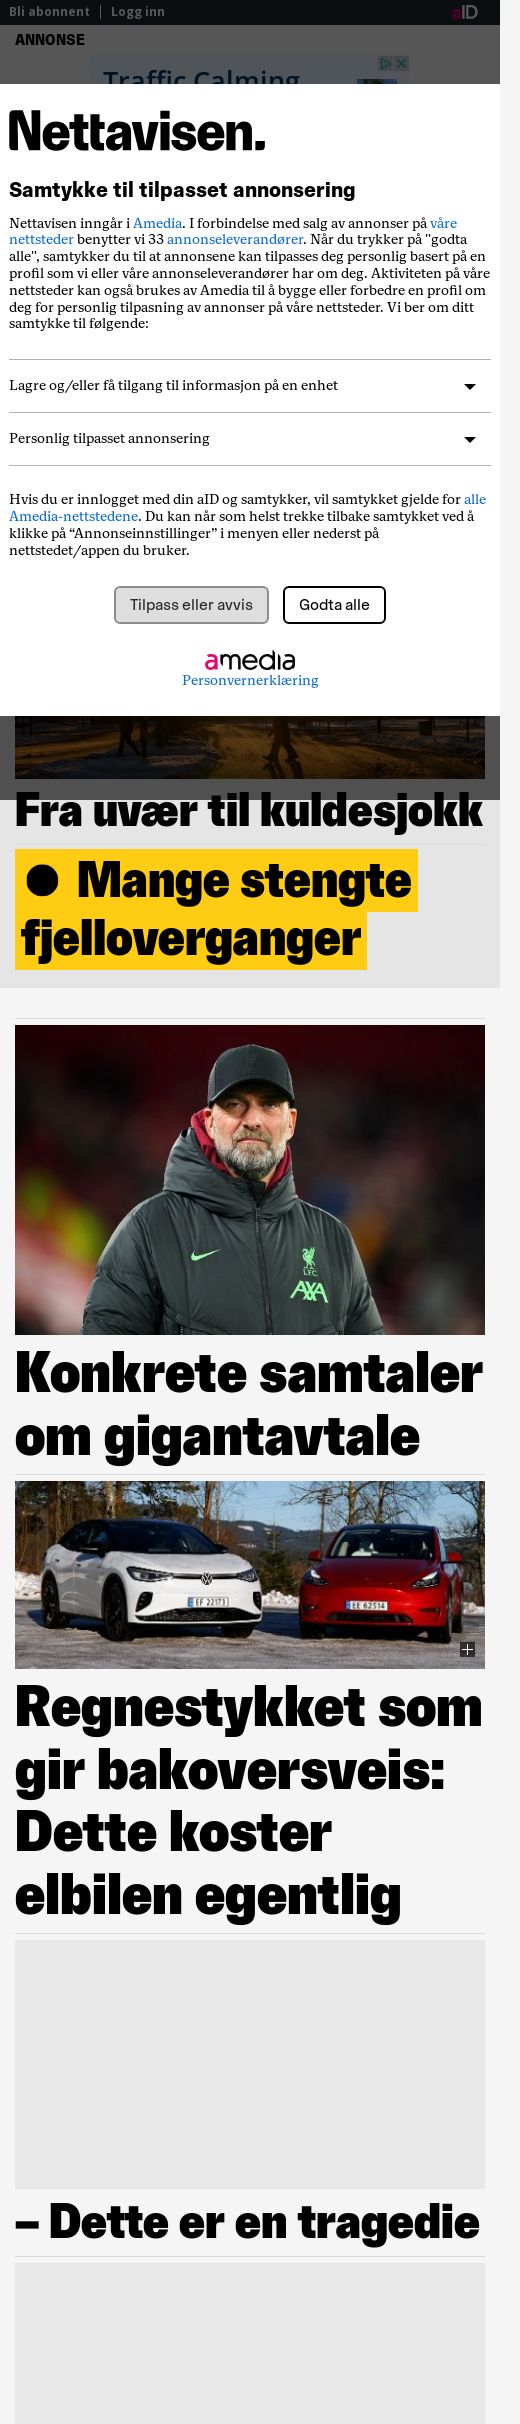 Bli abonnent
Logg inn
aID
ANNONSE
Traffic Calming
Nettavisen.
Samtykke til tilpasset annonsering
Nettavisen inngår i Amedia. I forbindelse med salg av annonser på våre
nettsteder benytter vi 33 annonseleverandører. Når du trykker på "godta
alle", samtykker du til at annonsene kan tilpasses deg personlig basert på en
profil som vi eller våre annonseleverandører har om deg. Aktiviteten på våre
nettsteder kan også brukes av Amedia til å bygge eller forbedre en profil om
deg for personlig tilpasning av annonser på våre nettsteder. Vi ber om ditt
samtykke til følgende:
Lagre og/eller få tilgang til informasjon på en enhet
Personlig tilpasset annonsering
Hvis du er innlogget med din aID og samtykker, vil samtykket gjelde for alle
Amedia-nettstedene. Du kan når som helst trekke tilbake samtykket ved å
klikke på “Annonseinnstillinger” i menyen eller nederst på
nettstedet/appen du bruker.
Tilpass eller avvis
Godta alle
amedia
Personvernerklæring
Fra uvær til kuldesjokk
● Mange stengte
fjelloverganger
L.F.C.
AXA
Konkrete samtaler
om gigantavtale
EF 22173
EE 62514
Regnestykket som
gir bakoversveis:
Dette koster
elbilen egentlig
– Dette er en tragedie